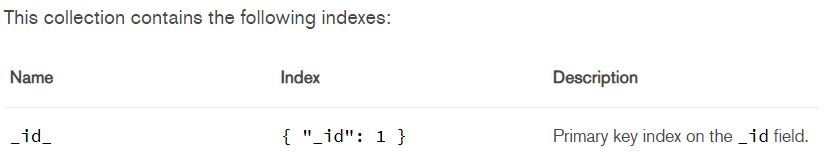 This collection contains the following indexes:
Name Index Description
_id_ { "_id": 1 } Primary key index on the _id field.